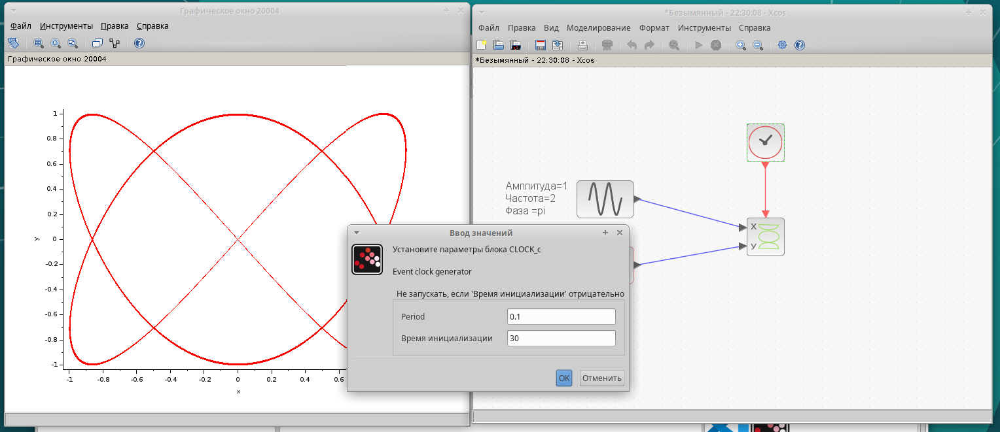 Графическое окно 20004
Файл Инструменты Правка Справка
Графическое окно 20004
1
0.8
0.6
0.4
0.2
0
-0.2
-0.4
-0.6
-0.8
-1
y
-1 -0.8 -0.6 -0.4 -0.2 0 0.2 0.4 0.6
x
*Безымянный - 22:30:08 - Xcos
Файл Правка Вид Моделирование Формат Инструменты Справка
*Безымянный - 22:30:08 - Xcos
Амплитуда=1
Частота=2
Фаза =pi
X
У
Ввод значений
Установите параметры блока CLOCK_c
Event clock generator
Не запускать, если 'Время инициализации' отрицательно
Period 0.1
Время инициализации 30
OK Отменить